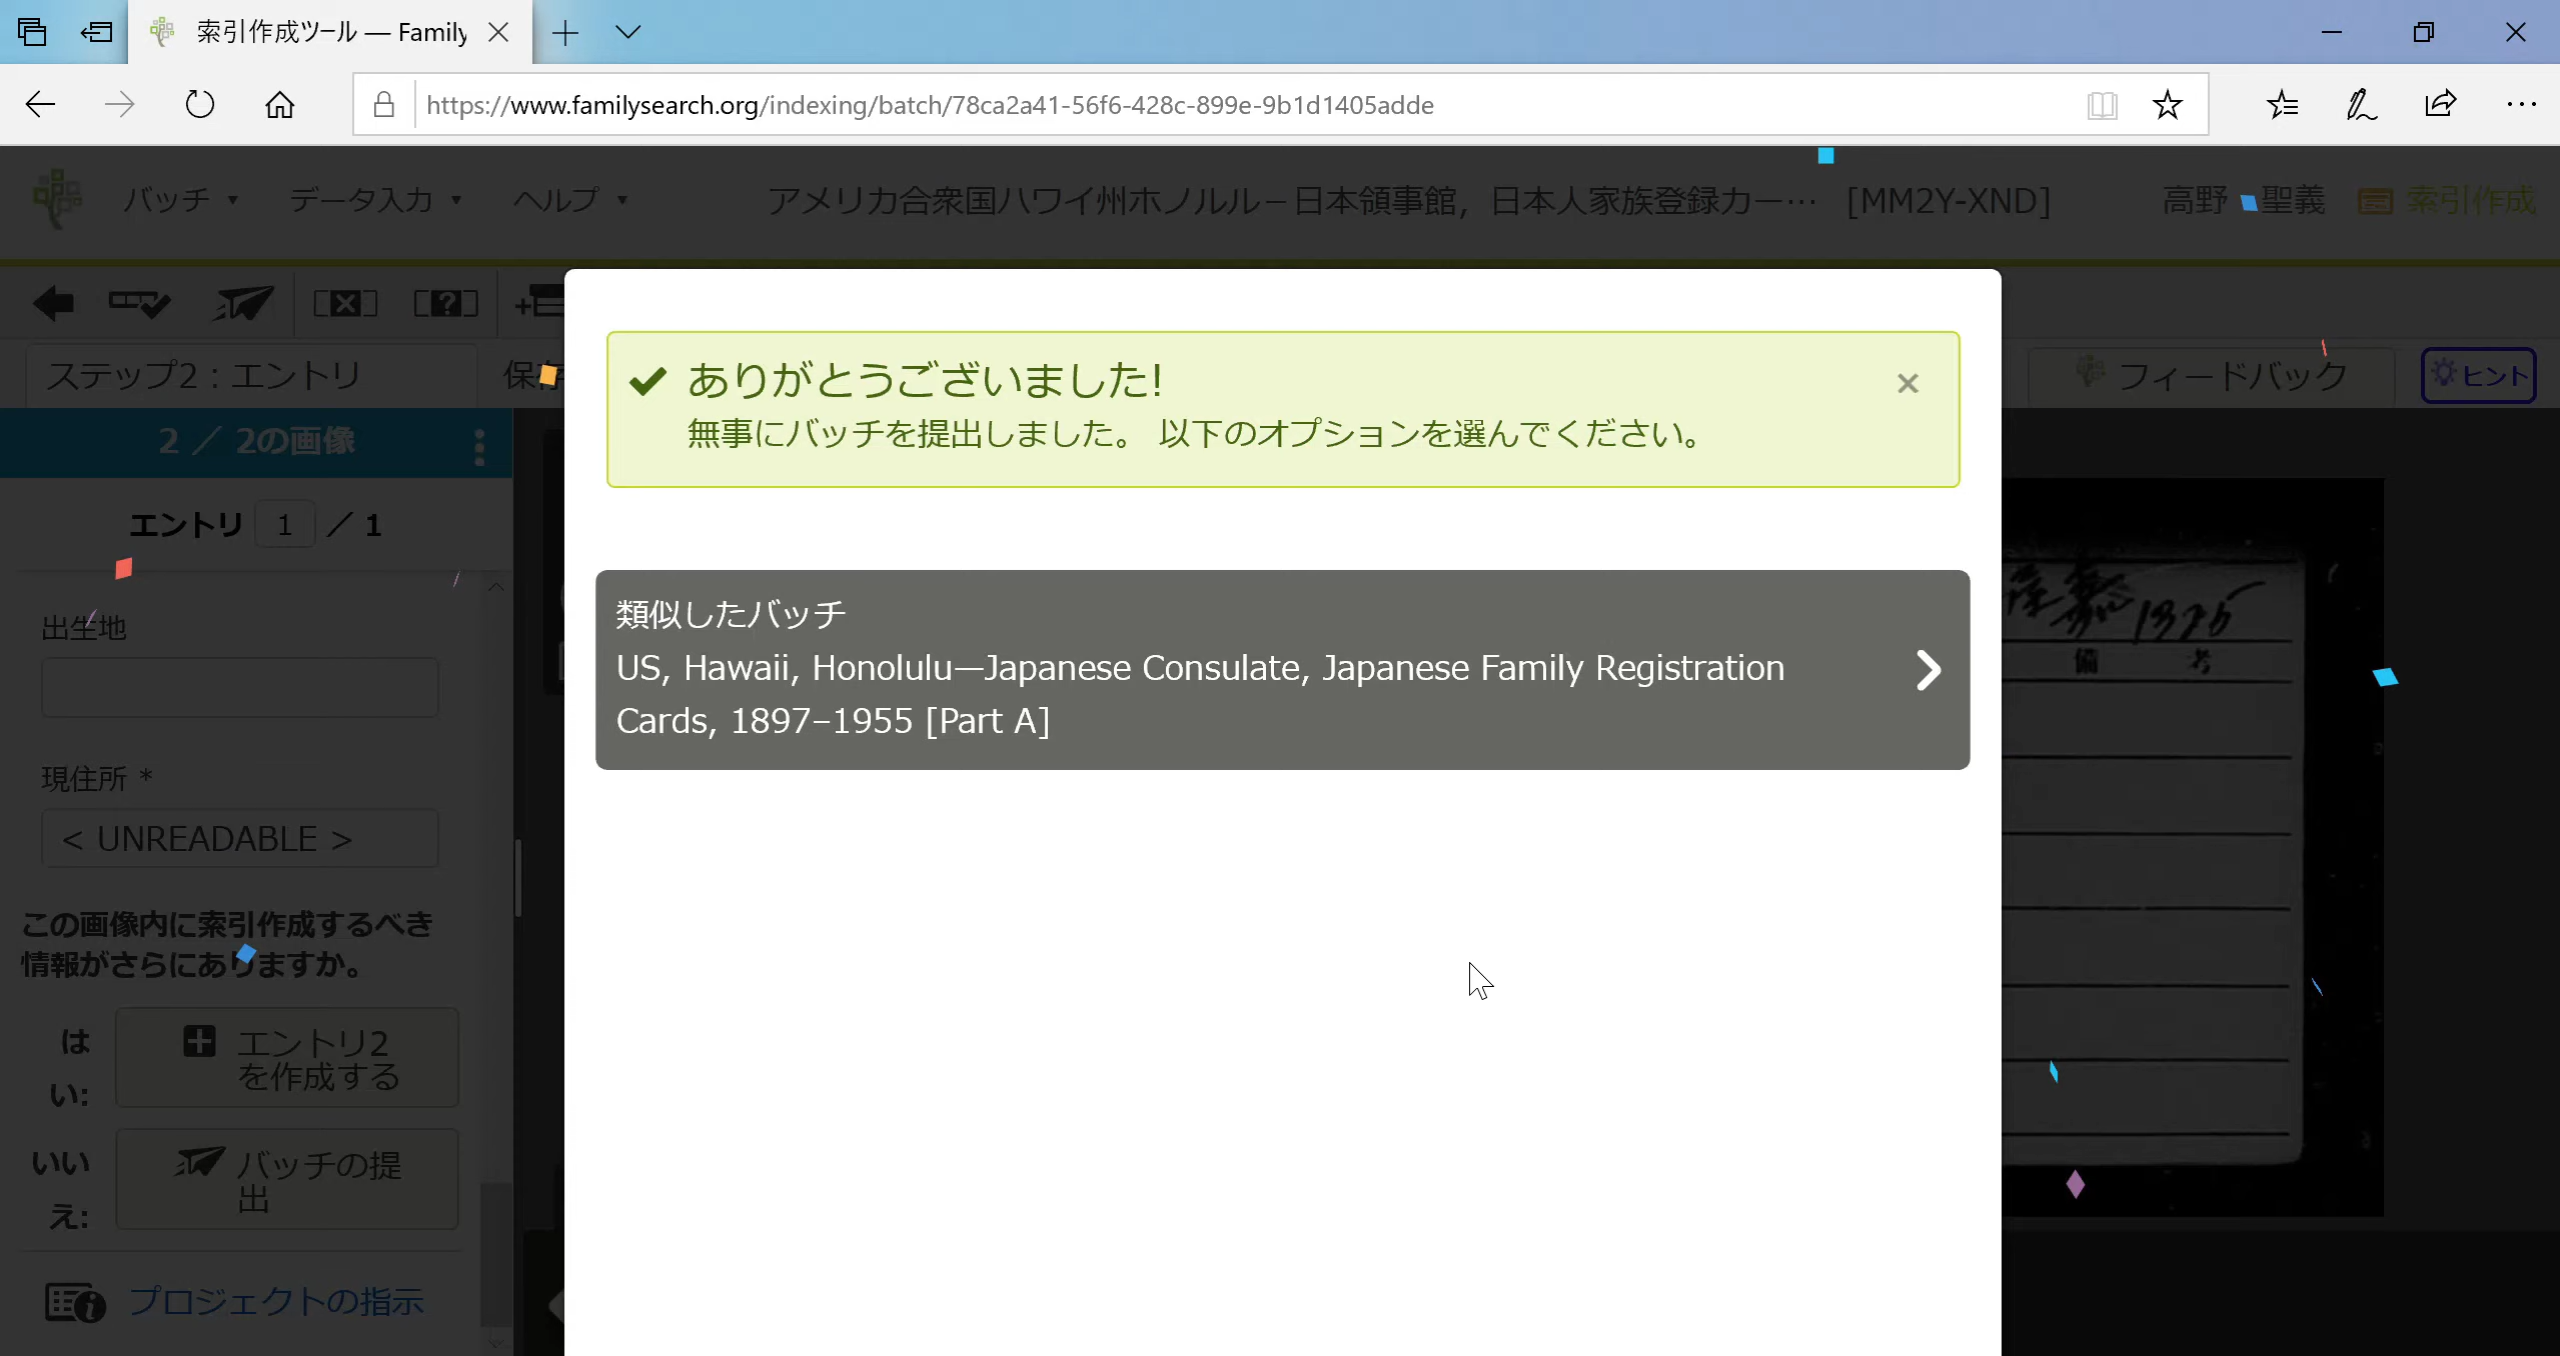 索引作成ツール — Family
https://www.familysearch.org/indexing/batch/78ca2a41-56f6-428c-899e-9b1d1405adde
バッチ ▾ データ入力 ▾ ヘルプ ▾ アメリカ合衆国ハワイ州ホノルル－日本領事館，日本人家族登録カー… [MM2Y-XND] 高野 聖義 索引作成
ステップ2：エントリ
保存
フィードバック
ヒント
2 ／ 2の画像
エントリ 1 ／ 1
出生地
現住所 *
< UNREADABLE >
この画像内に索引作成するべき
情報がさらにありますか。
はい:
エントリ2
を作成する
いいえ:
バッチの提
出
プロジェクトの指示
ありがとうございました!
無事にバッチを提出しました。 以下のオプションを選んでください。
類似したバッチ
US, Hawaii, Honolulu—Japanese Consulate, Japanese Family Registration
Cards, 1897–1955 [Part A]
備 考